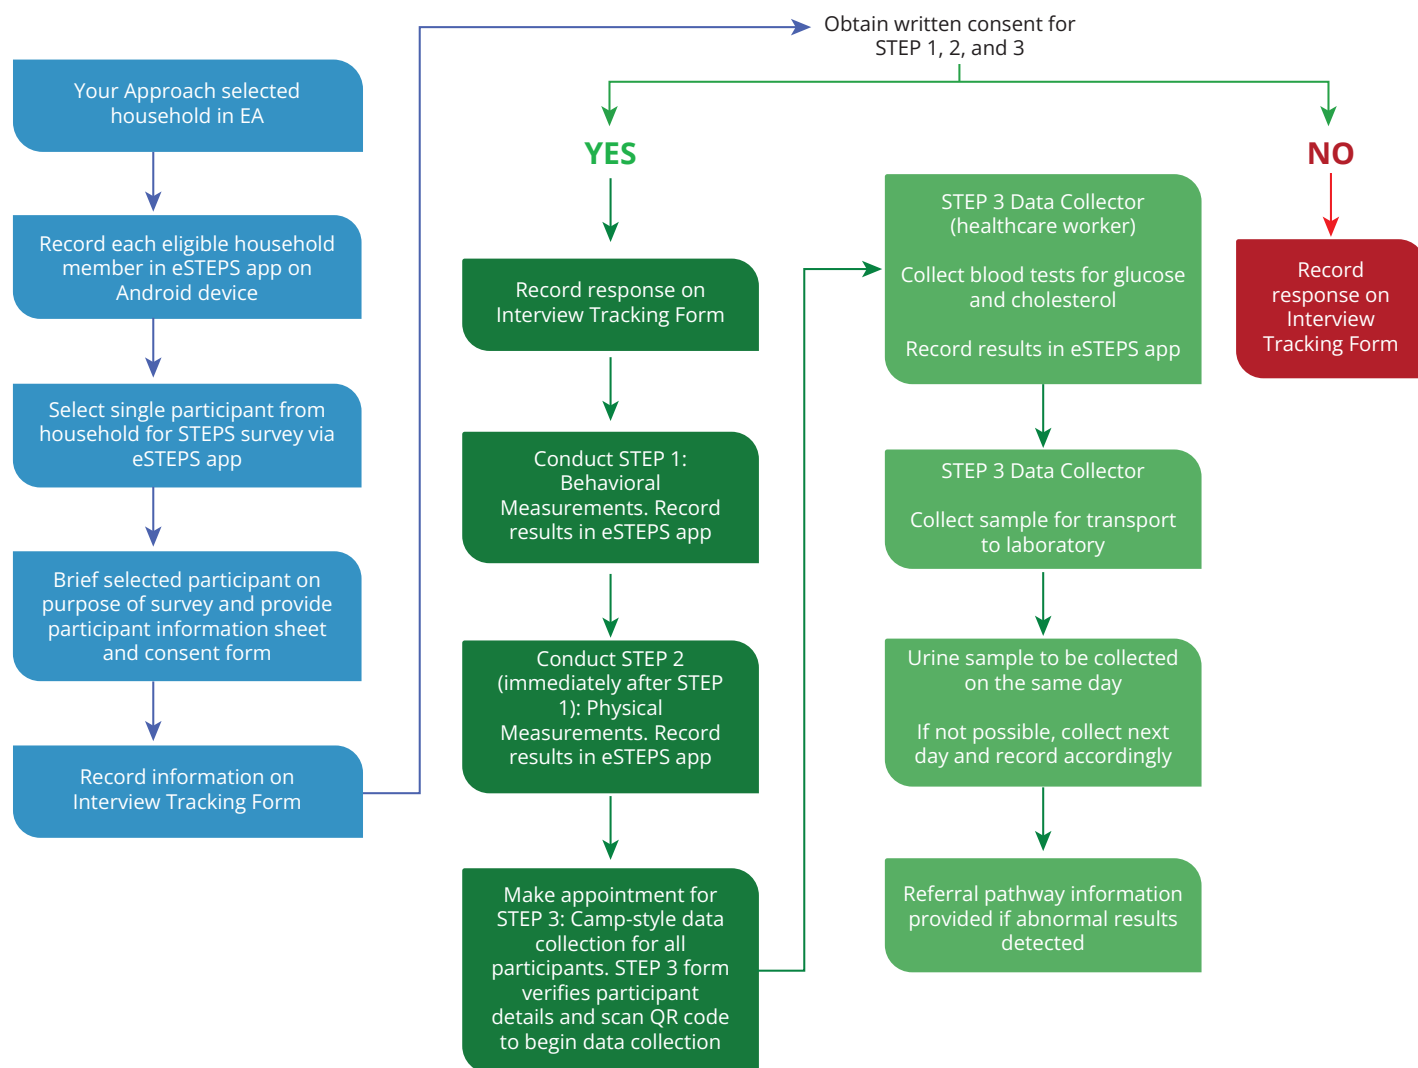 Your Approach selected
household in EA
Record each eligible household
member in eSTEPS app on
Android device
Select single participant from
household for STEPS survey via
eSTEPS app
Brief selected participant on
purpose of survey and provide
participant information sheet
and consent form
Record information on
Interview Tracking Form
Obtain written consent for
STEP 1, 2, and 3
YES
Record response on
Interview Tracking Form
Conduct STEP 1:
Behavioral
Measurements. Record
results in eSTEPS app
Conduct STEP 2
(immediately after STEP
1): Physical
Measurements. Record
results in eSTEPS app
Make appointment for
STEP 3: Camp-style data
collection for all
participants. STEP 3 form
verifies participant
details and scan QR code
to begin data collection
STEP 3 Data Collector
(healthcare worker)
Collect blood tests for glucose
and cholesterol
Record results in eSTEPS app
STEP 3 Data Collector
Collect sample for transport
to laboratory
Urine sample to be collected
on the same day
If not possible, collect next
day and record accordingly
Referral pathway information
provided if abnormal results
detected
NO
Record
response on
Interview
Tracking Form